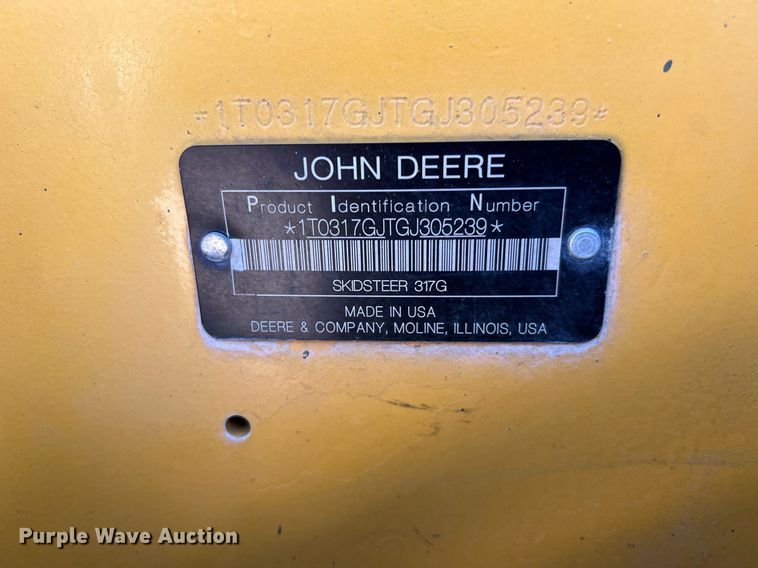 *1T0317GJTGJ305239*
JOHN DEERE
Product Identification Number
*1T0317GJTGJ305239*
SKIDSTEER 317G
MADE IN USA
DEERE & COMPANY, MOLINE, ILLINOIS, USA
Purple Wave Auction